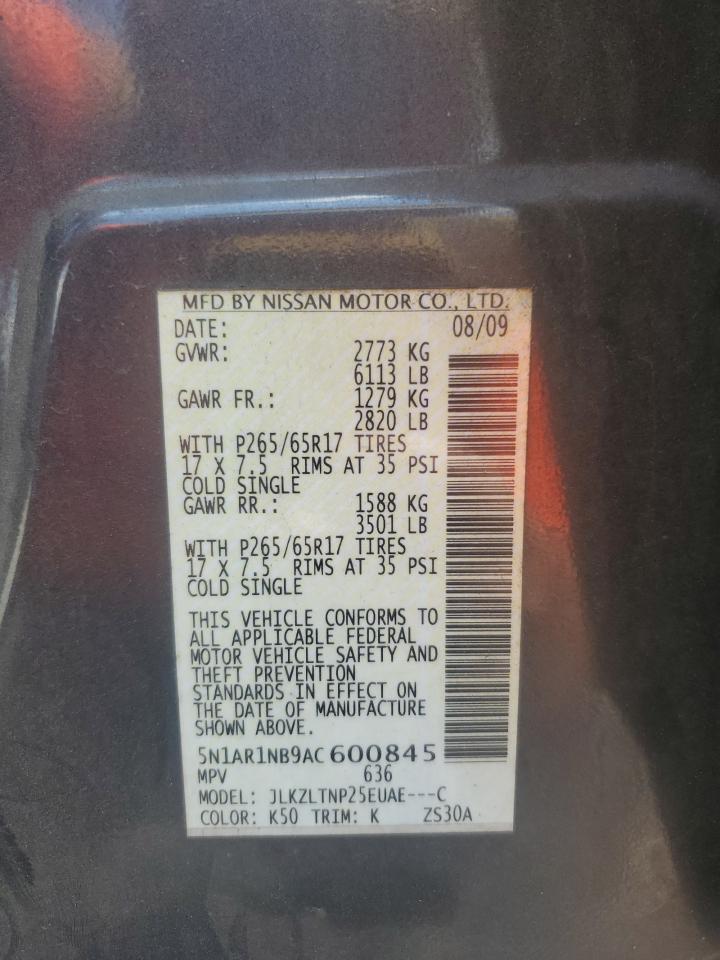 MFD BY NISSAN MOTOR CO., LTD.
DATE: 08/09
GVWR: 2773 KG
6113 LB
GAWR FR.: 1279 KG
2820 LB
WITH P265/65R17 TIRES
17 X 7.5 RIMS AT 35 PSI
COLD SINGLE
GAWR RR.: 1588 KG
3501 LB
WITH P265/65R17 TIRES
17 X 7.5 RIMS AT 35 PSI
COLD SINGLE
THIS VEHICLE CONFORMS TO
ALL APPLICABLE FEDERAL
MOTOR VEHICLE SAFETY AND
THEFT PREVENTION
STANDARDS IN EFFECT ON
THE DATE OF MANUFACTURE
SHOWN ABOVE.
5N1AR1NB9AC600845
MPV 636
MODEL: JLKZLTNP25EUAE---C
COLOR: K50 TRIM: K ZS30A